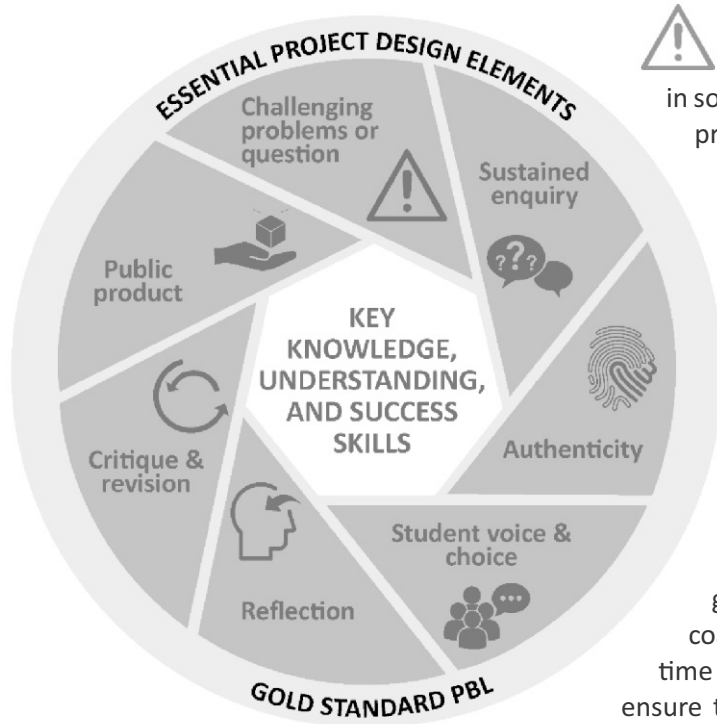 ESSENTIAL PROJECT DESIGN ELEMENTS
Challenging
problems or
question
Sustained
enquiry
???
Authenticity
Student voice &
choice
Reflection
Critique &
revision
Public
product
KEY
KNOWLEDGE,
UNDERSTANDING,
AND SUCCESS
SKILLS
GOLD STANDARD PBL
in so
pr
g
co
time
ensure t